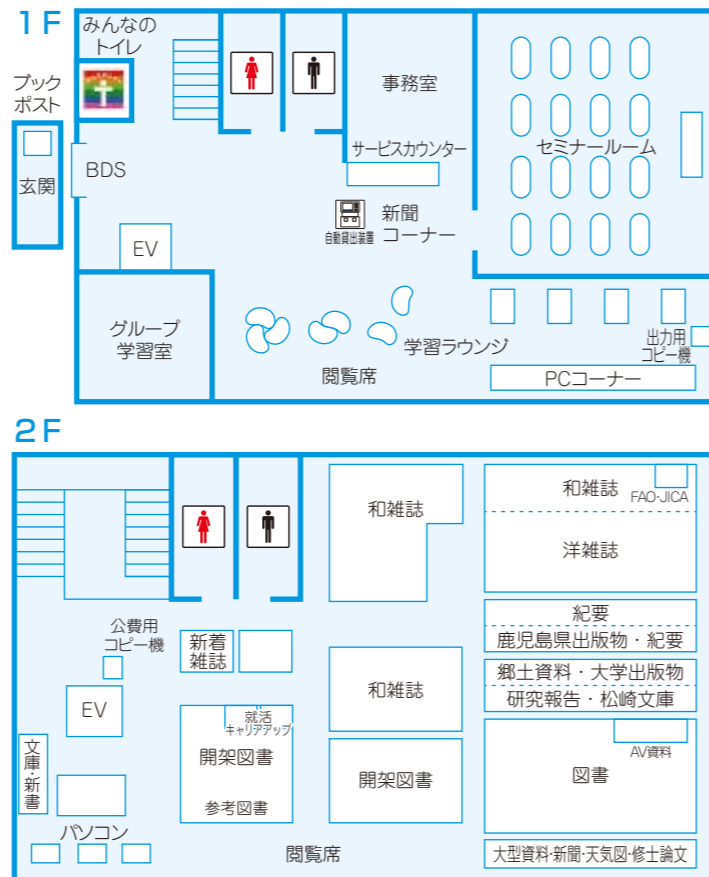 1F
みんなの
トイレ
ブック
ポスト
玄関
BDS
EV
事務室
サービスカウンター
セミナールーム
自動貸出装置
新聞
コーナー
グループ
学習室
学習ラウンジ
閲覧席
出力用
コピー機
PCコーナー
2F
和雑誌
和雑誌
FAO・JICA
洋雑誌
紀要
鹿児島県出版物・紀要
公費用
コピー機
新着
雑誌
郷土資料・大学出版物
研究報告・松崎文庫
EV
和雑誌
就活
キャリアアップ
開架図書
参考図書
開架図書
AV資料
図書
文庫・新書
パソコン
閲覧席
大型資料・新聞・天気図・修士論文